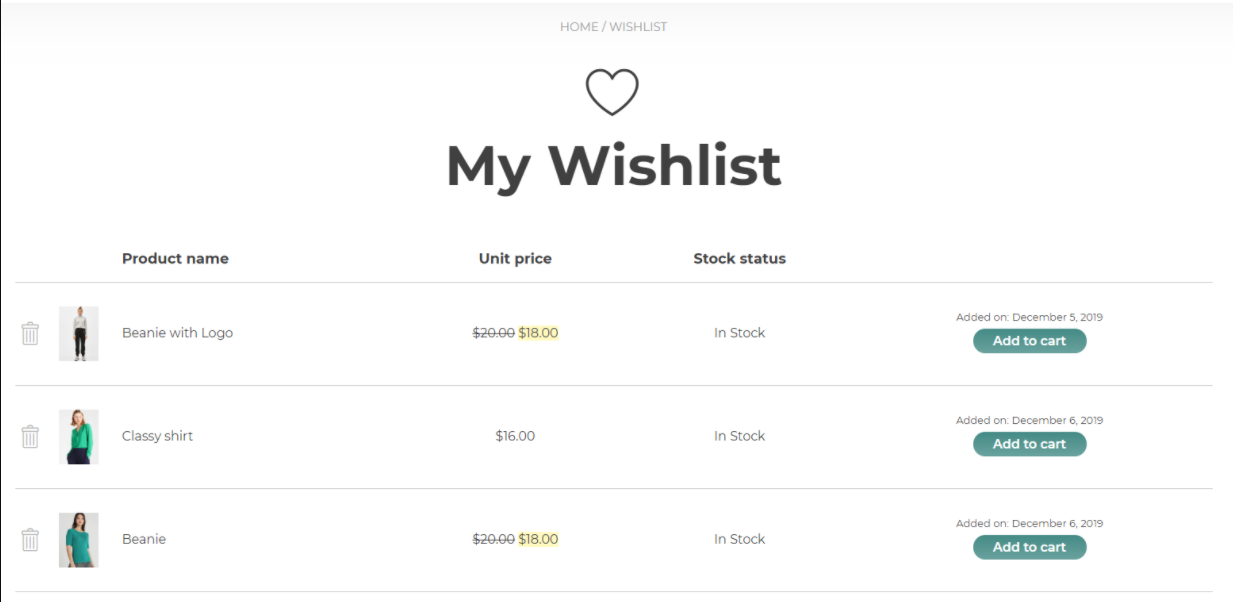 HOME / WISHLIST
My Wishlist
Product name Unit price Stock status
Added on: December 5, 2019
Beanie with Logo $20.00 $18.00 In Stock
Add to cart
Added on: December 6, 2019
Classy shirt $16.00 In Stock
Add to cart
Added on: December 6, 2019
Beanie $20.00 $18.00 In Stock
Add to cart